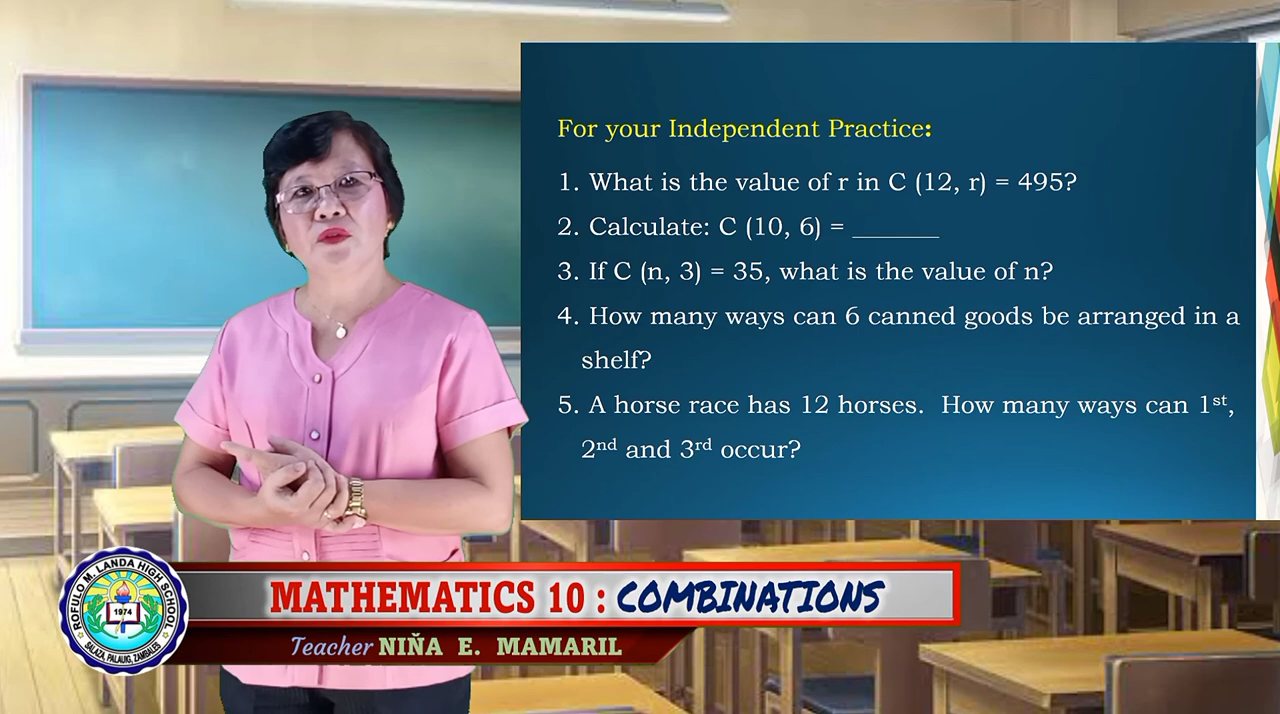 For your Independent Practice:
1. What is the value of r in C (12, r) = 495?
2. Calculate: C (10, 6) = _______
3. If C (n, 3) = 35, what is the value of n?
4. How many ways can 6 canned goods be arranged in a
shelf?
5. A horse race has 12 horses. How many ways can 1st,
2nd and 3rd occur?
MATHEMATICS 10 : COMBINATIONS
Teacher NIÑA E. MAMARIL
ROFULO M. LANDA HIGH SCHOOL
1974
SALAZA, PALAUIG, ZAMBALES